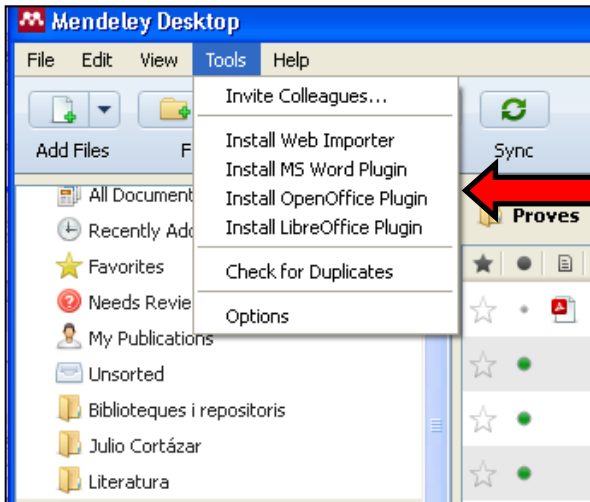 Mendeley Desktop
File Edit View Tools Help
Invite Colleagues...
Install Web Importer
Install MS Word Plugin
Install OpenOffice Plugin
Install LibreOffice Plugin
Check for Duplicates
Options
Add Files F Sync
All Document
Recently Add
Favorites
Needs Revie
My Publications
Unsorted
Biblioteques i repositoris
Julio Cortázar
Literatura
Proves